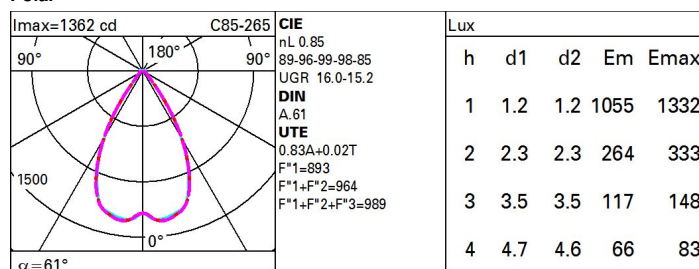 Imax=1362 cd C85-265
90° 180° 90°
1500
0°
α=61°
CIE
nL 0.85
89-96-99-98-85
UGR 16.0-15.2
DIN
A.61
UTE
0.83A+0.02T
F"1=893
F"1+F"2=964
F"1+F"2+F"3=989
Lux
h d1 d2 Em Emax
1 1.2 1.2 1055 1332
2 2.3 2.3 264 333
3 3.5 3.5 117 148
4 4.7 4.6 66 83